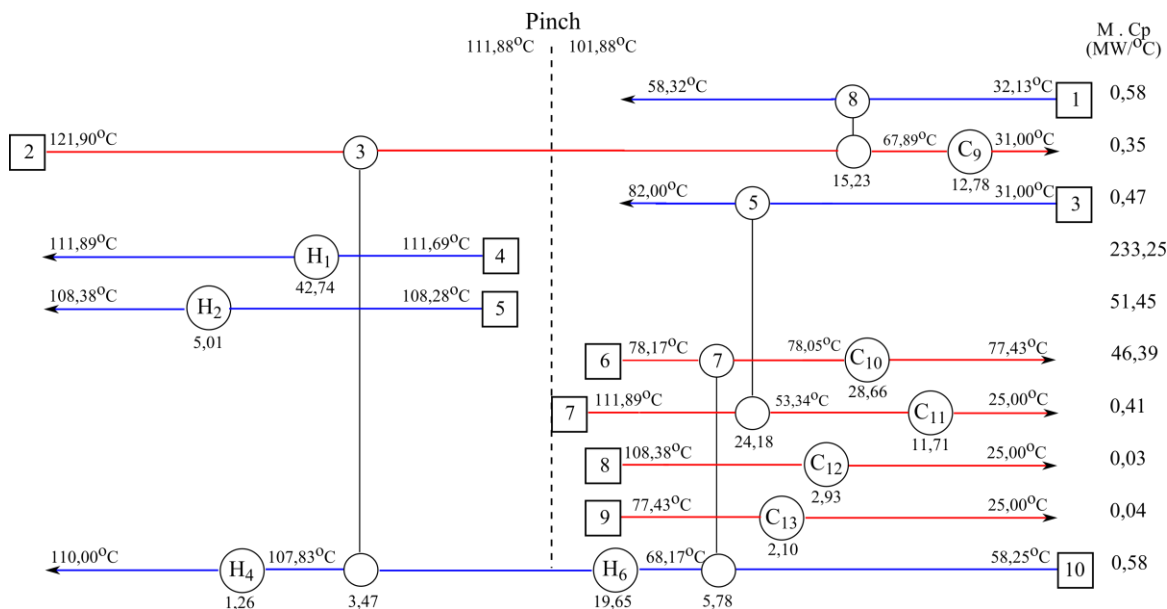 Pinch
111,88°C 101,88°C
M . Cp
(MW/°C)
58,32°C 8 32,13°C 1 0,58
2 121,90°C 3 67,89°C C9 31,00°C 0,35
15,23 12,78
82,00°C 5 31,00°C 3 0,47
111,89°C H1 111,69°C 4 233,25
42,74
108,38°C H2 108,28°C 5 51,45
5,01
6 78,17°C 7 78,05°C C10 77,43°C 46,39
28,66
7 111,89°C 53,34°C C11 25,00°C 0,41
24,18 11,71
8 108,38°C C12 25,00°C 0,03
2,93
9 77,43°C C13 25,00°C 0,04
2,10
110,00°C H4 107,83°C H6 68,17°C 58,25°C 10 0,58
1,26 3,47 19,65 5,78